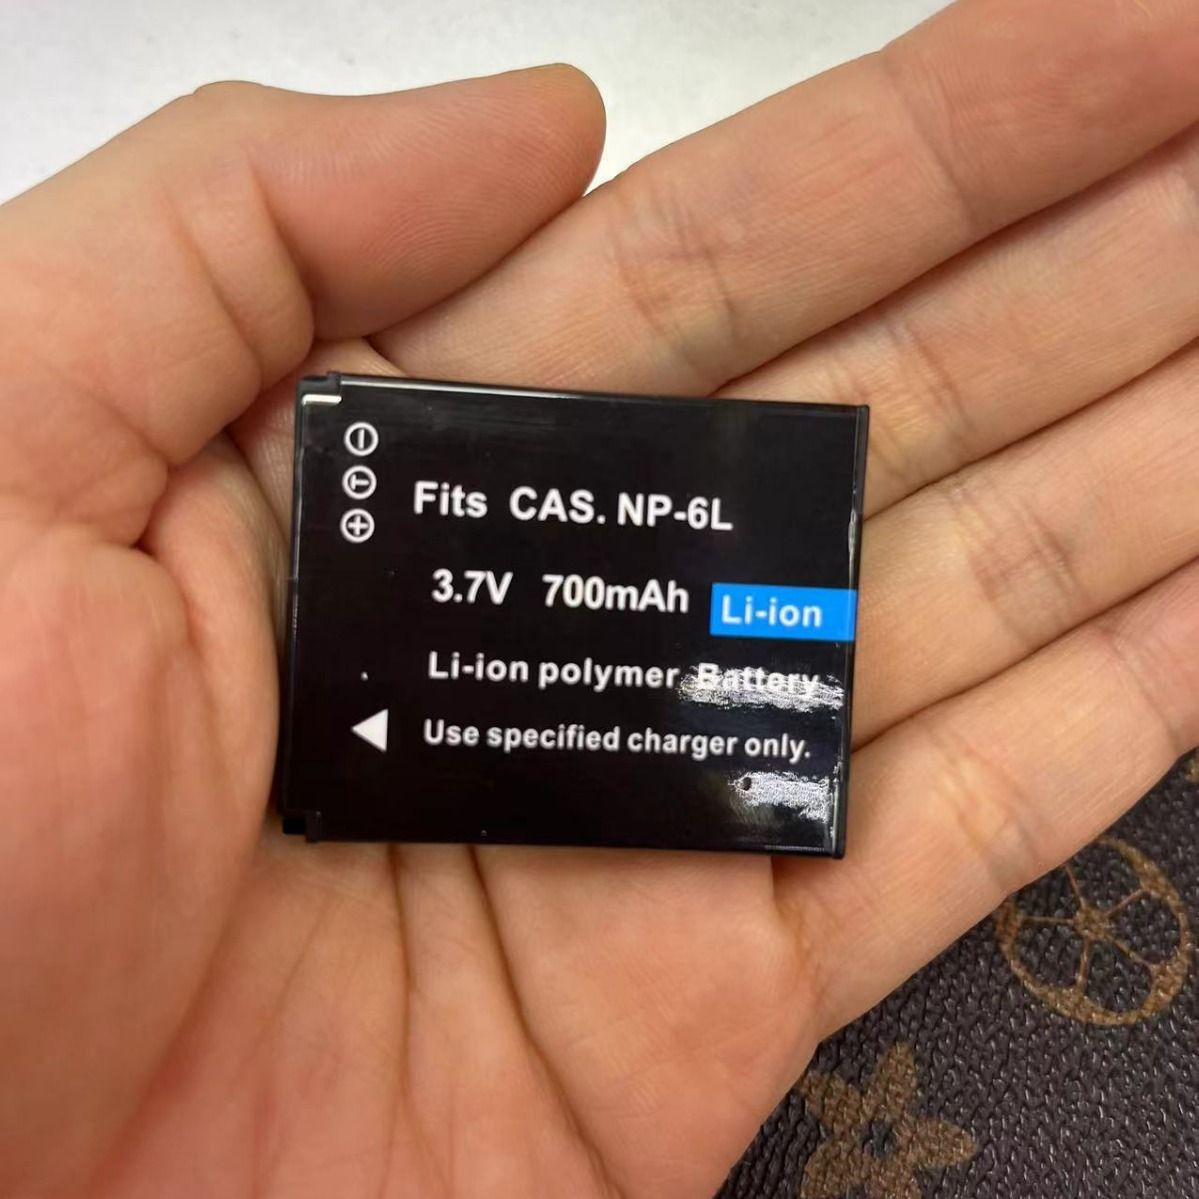 Fits CAS. NP-6L
3.7V 700mAh
Li-ion
Li-ion polymer Battery
Use specified charger only.